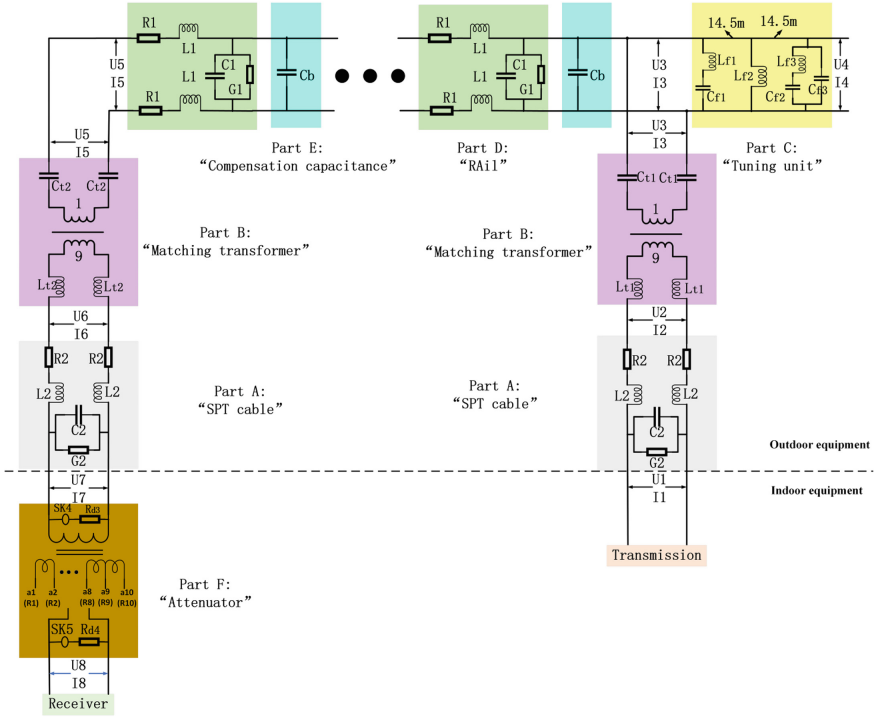 R1
L1
C1
L1
G1
R1
Cb
R1
L1
C1
L1
G1
R1
Cb
14.5m
14.5m
Lf1
Cf1
Lf2
Lf3
Cf2
Cf3
U5
I5
U3
I3
U4
I4
U5
I5
Part E:
“Compensation capacitance”
Part D:
“RAil”
U3
I3
Part C:
“Tuning unit”
Ct2
Ct2
1
9
Lt2
Lt2
Part B:
“Matching transformer”
Part B:
“Matching transformer”
Ct1
Ct1
1
9
Lt1
Lt1
U6
I6
U2
I2
R2
R2
L2
L2
C2
G2
Part A:
“SPT cable”
Part A:
“SPT cable”
R2
R2
L2
L2
C2
G2
Outdoor equipment
Indoor equipment
U7
I7
U1
I1
Transmission
SK4
Rd3
a1
(R1)
a2
(R2)
a8
(R8)
a9
(R9)
a10
(R10)
SK5
Rd4
Part F:
“Attenuator”
U8
I8
Receiver